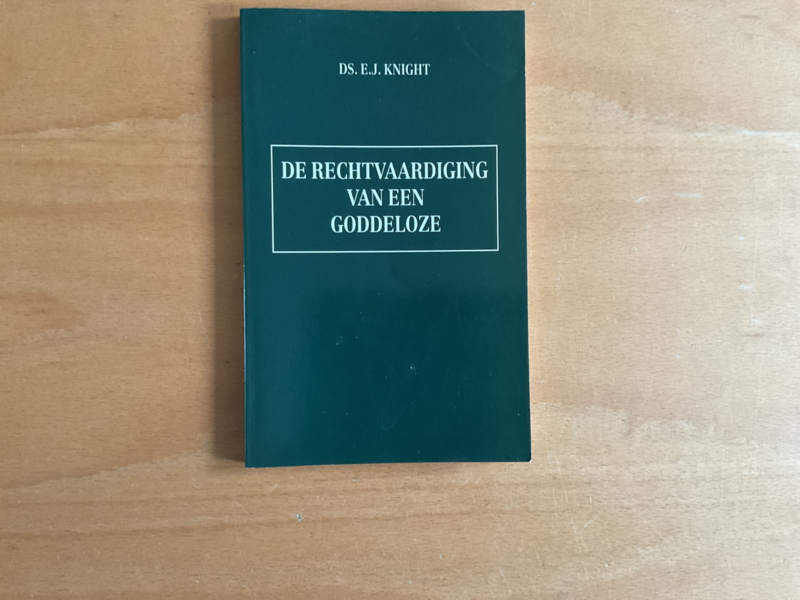 DS. E.J. KNIGHT
DE RECHTVAARDIGING
VAN EEN
GODDELOZE